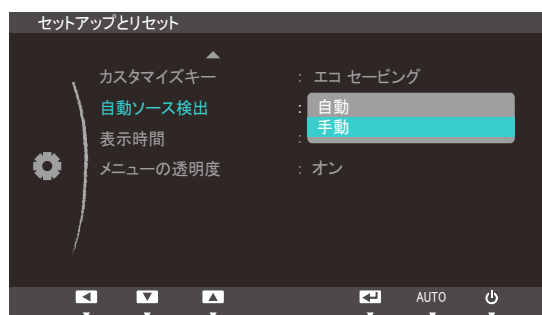 セットアップとリセット
カスタマイズキー : エコ セービング
自動ソース検出 : 自動
手動
表示時間 :
メニューの透明度 : オン
AUTO